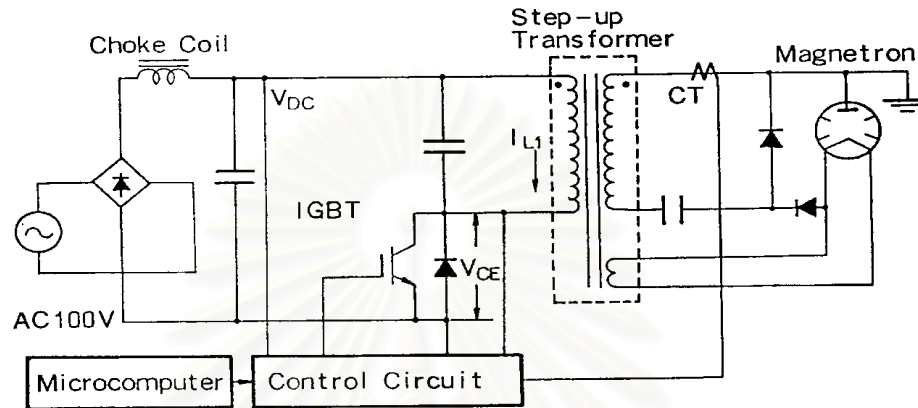 Step-up
Transformer
Choke Coil
Magnetron
V_DC
CT
I_L1
IGBT
V_CE
AC100V
Microcomputer
Control Circuit